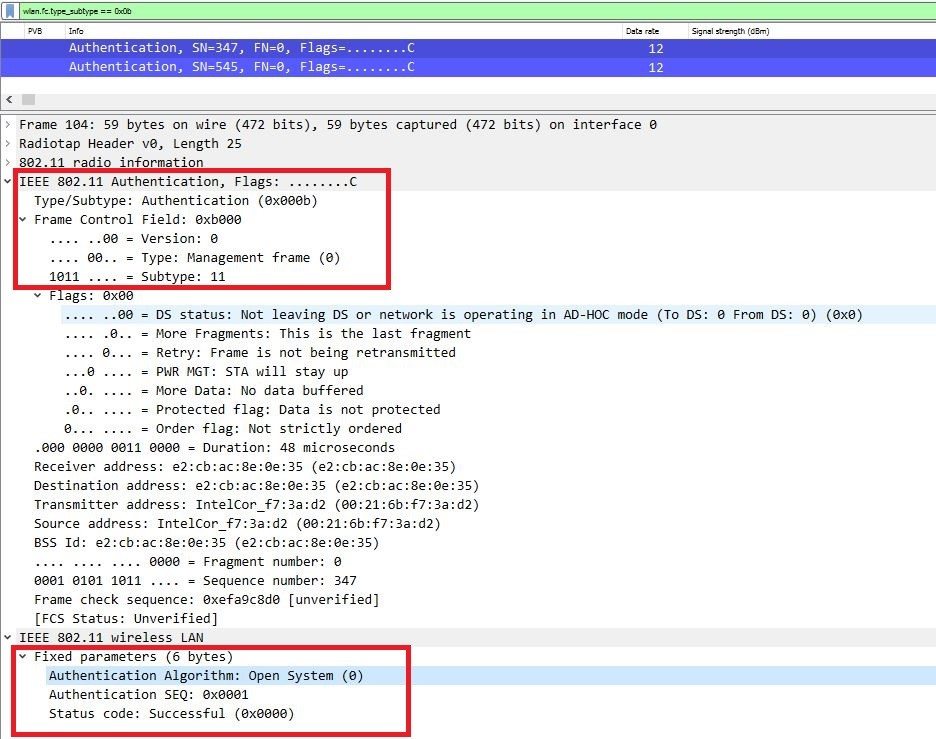 wlan.fc.type_subtype == 0x0b
PVB Info Data rate Signal strength (dBm)
Authentication, SN=347, FN=0, Flags=........C 12
Authentication, SN=545, FN=0, Flags=........C 12
Frame 104: 59 bytes on wire (472 bits), 59 bytes captured (472 bits) on interface 0
Radiotap Header v0, Length 25
802.11 radio information
IEEE 802.11 Authentication, Flags: ........C
Type/Subtype: Authentication (0x000b)
Frame Control Field: 0xb000
.... ..00 = Version: 0
.... 00.. = Type: Management frame (0)
1011 .... = Subtype: 11
Flags: 0x00
.... ..00 = DS status: Not leaving DS or network is operating in AD-HOC mode (To DS: 0 From DS: 0) (0x0)
.... .0.. = More Fragments: This is the last fragment
.... 0... = Retry: Frame is not being retransmitted
...0 .... = PWR MGT: STA will stay up
..0. .... = More Data: No data buffered
.0.. .... = Protected flag: Data is not protected
0... .... = Order flag: Not strictly ordered
.000 0000 0011 0000 = Duration: 48 microseconds
Receiver address: e2:cb:ac:8e:0e:35 (e2:cb:ac:8e:0e:35)
Destination address: e2:cb:ac:8e:0e:35 (e2:cb:ac:8e:0e:35)
Transmitter address: IntelCor_f7:3a:d2 (00:21:6b:f7:3a:d2)
Source address: IntelCor_f7:3a:d2 (00:21:6b:f7:3a:d2)
BSS Id: e2:cb:ac:8e:0e:35 (e2:cb:ac:8e:0e:35)
.... .... .... 0000 = Fragment number: 0
0001 0101 1011 .... = Sequence number: 347
Frame check sequence: 0xefa9c8d0 [unverified]
[FCS Status: Unverified]
IEEE 802.11 wireless LAN
Fixed parameters (6 bytes)
Authentication Algorithm: Open System (0)
Authentication SEQ: 0x0001
Status code: Successful (0x0000)